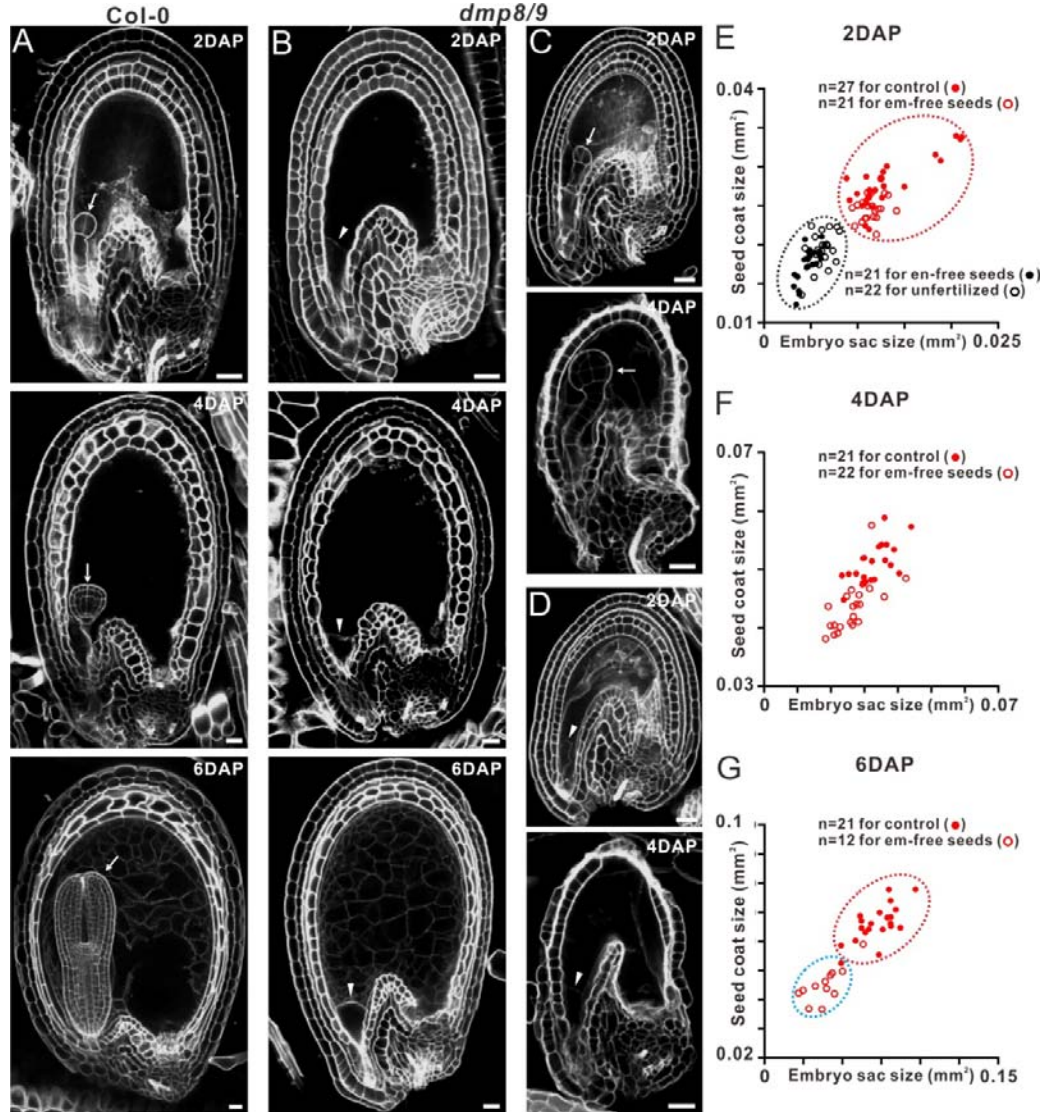 Col-0
dmp8/9
A
2DAP
4DAP
6DAP
B
2DAP
4DAP
6DAP
C
2DAP
4DAP
D
2DAP
4DAP
E
2DAP
0.04
n=27 for control (●)
n=21 for em-free seeds (○)
n=21 for en-free seeds (●)
n=22 for unfertilized (○)
Seed coat size (mm²)
0.01
0
Embryo sac size (mm²)
0.025
F
4DAP
0.07
n=21 for control (●)
n=22 for em-free seeds (○)
Seed coat size (mm²)
0.03
0
Embryo sac size (mm²)
0.07
G
6DAP
0.1
n=21 for control (●)
n=12 for em-free seeds (○)
Seed coat size (mm²)
0.02
0
Embryo sac size (mm²)
0.15